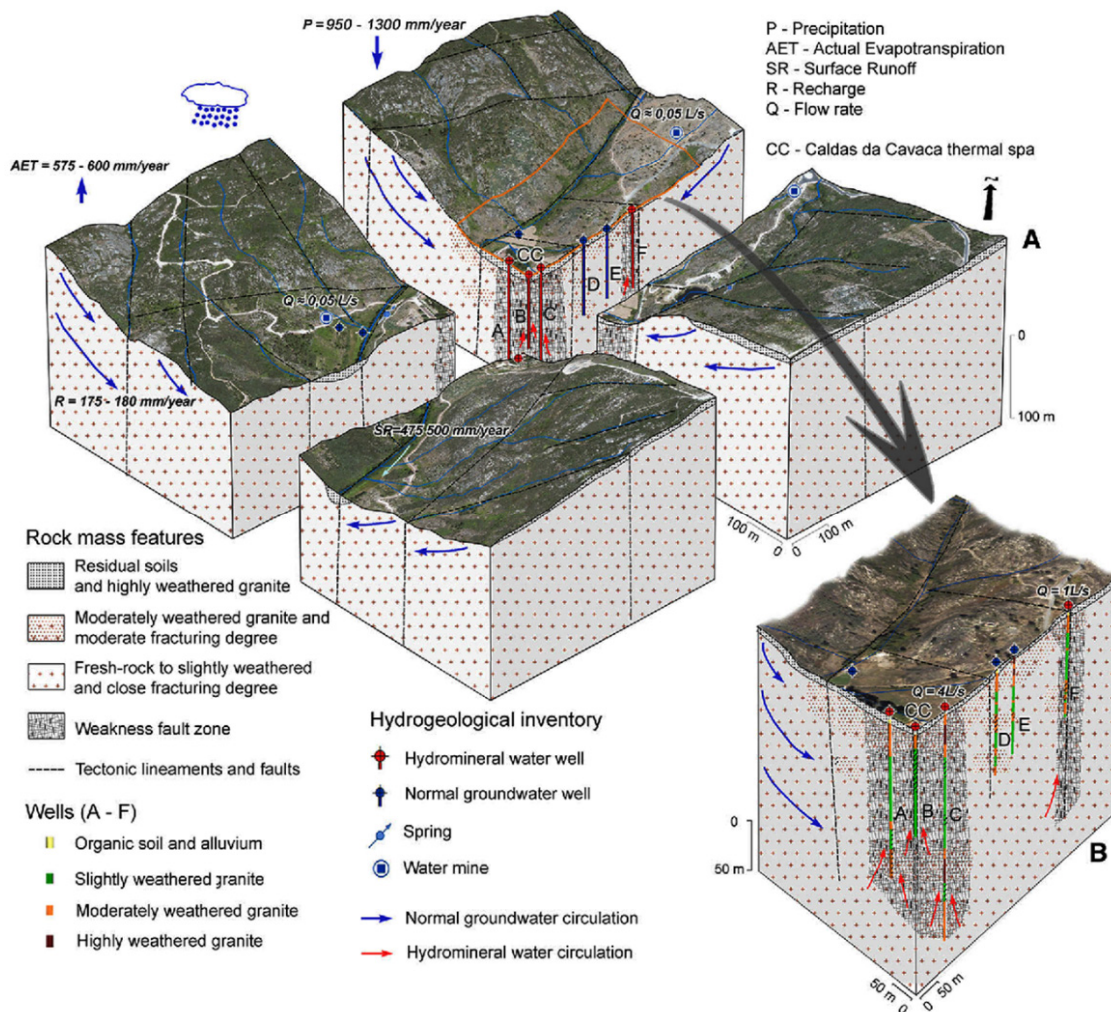 P = 950 - 1300 mm/year
P - Precipitation
AET - Actual Evapotranspiration
SR - Surface Runoff
R - Recharge
Q - Flow rate
CC - Caldas da Cavaca thermal spa
AET = 575 - 600 mm/year
Q ≈ 0,05 L/s
N
A
CC
F
E
D
A
B
C
Q ≈ 0,05 L/s
R = 175 - 180 mm/year
SR=475 500 mm/year
0
100 m
100 m
0
0
100 m
Rock mass features
Residual soils
and highly weathered granite
Moderately weathered granite and
moderate fracturing degree
Fresh-rock to slightly weathered
and close fracturing degree
Weakness fault zone
Tectonic lineaments and faults
Wells (A - F)
Organic soil and alluvium
Slightly weathered granite
Moderately weathered granite
Highly weathered granite
Hydrogeological inventory
Hydromineral water well
Normal groundwater well
Spring
Water mine
Normal groundwater circulation
Hydromineral water circulation
Q = 1L/s
Q = 4L/s
CC
F
E
D
A
B
C
0
50 m
B
50 m
0
0
50 m